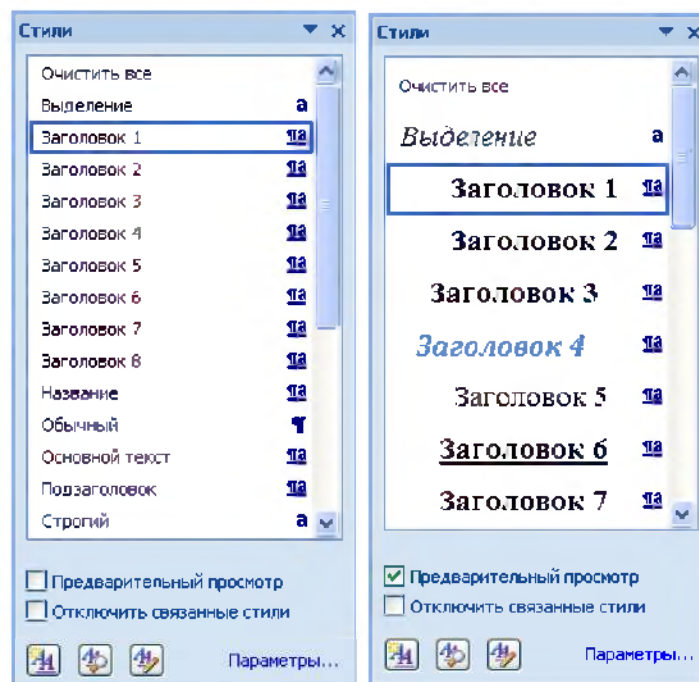 Стили
Очистить все
Выделение a
Заголовок 1 ¶a
Заголовок 2 ¶a
Заголовок 3 ¶a
Заголовок 4 ¶a
Заголовок 5 ¶a
Заголовок 6 ¶a
Заголовок 7 ¶a
Заголовок 8 ¶a
Название ¶a
Обычный ¶
Основной текст ¶a
Подзаголовок ¶a
Строгий a
Предварительный просмотр
Отключить связанные стили
Параметры...
Стили
Очистить все
Выделение a
Заголовок 1 ¶a
Заголовок 2 ¶a
Заголовок 3 ¶a
Заголовок 4 ¶a
Заголовок 5 ¶a
Заголовок 6 ¶a
Заголовок 7 ¶a
Предварительный просмотр
Отключить связанные стили
Параметры...